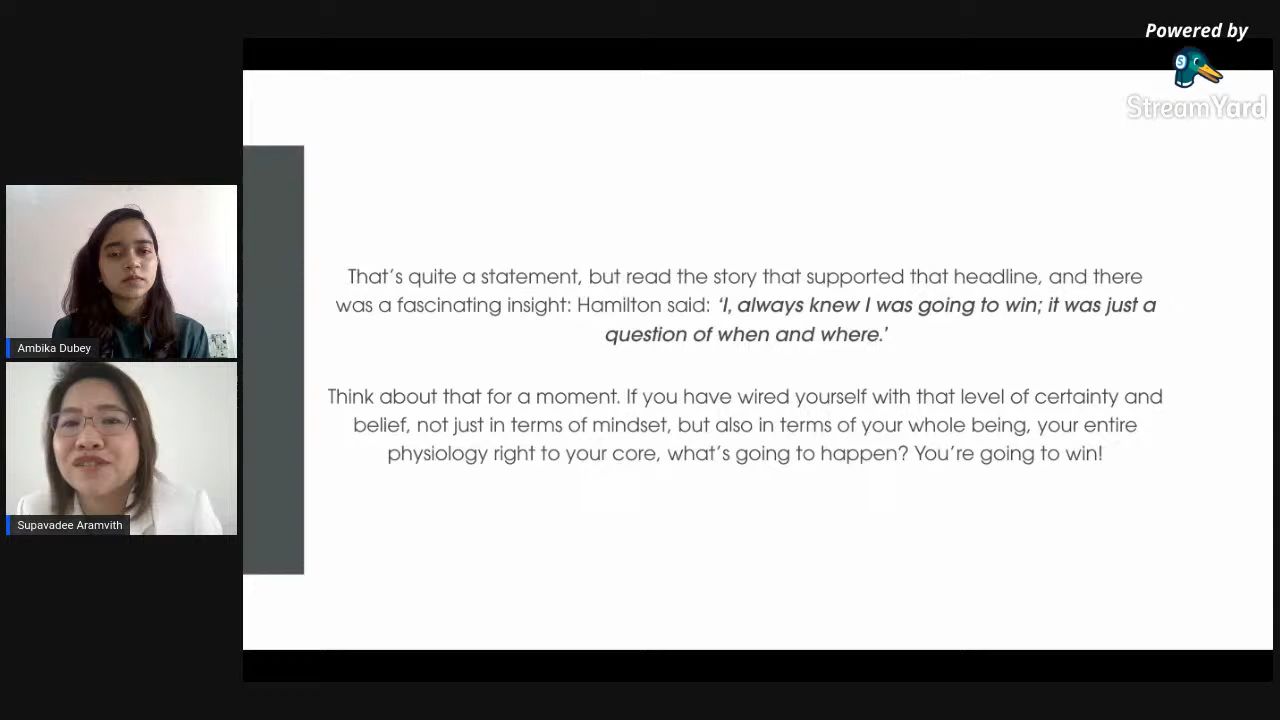 Powered by
S
StreamYard
That's quite a statement, but read the story that supported that headline, and there
was a fascinating insight: Hamilton said: ‘I, always knew I was going to win; it was just a
question of when and where.’
Think about that for a moment. If you have wired yourself with that level of certainty and
belief, not just in terms of mindset, but also in terms of your whole being, your entire
physiology right to your core, what's going to happen? You're going to win!
Ambika Dubey
Supavadee Aramvith